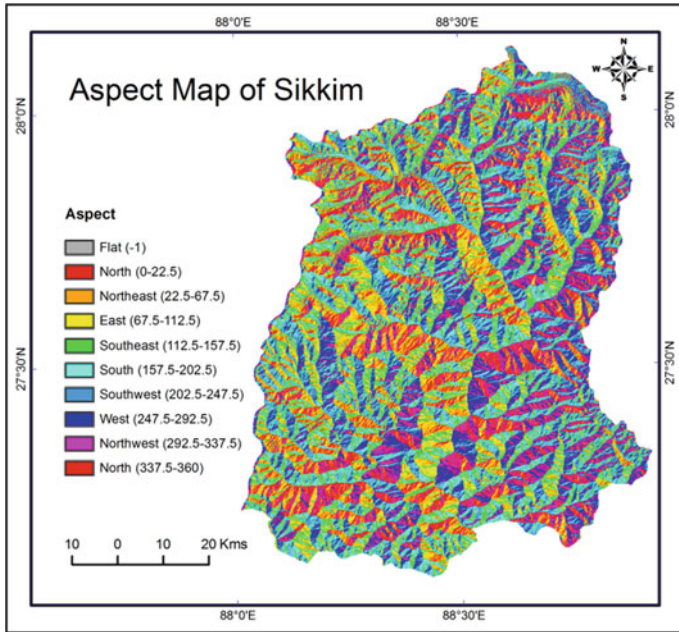 88°0'E 88°30'E
N
W E
S
Aspect Map of Sikkim
28°0'N 28°0'N
Aspect
Flat (-1)
North (0-22.5)
Northeast (22.5-67.5)
East (67.5-112.5)
Southeast (112.5-157.5)
South (157.5-202.5)
Southwest (202.5-247.5)
West (247.5-292.5)
Northwest (292.5-337.5)
North (337.5-360)
27°30'N 27°30'N
10 0 10 20 Kms
88°0'E 88°30'E